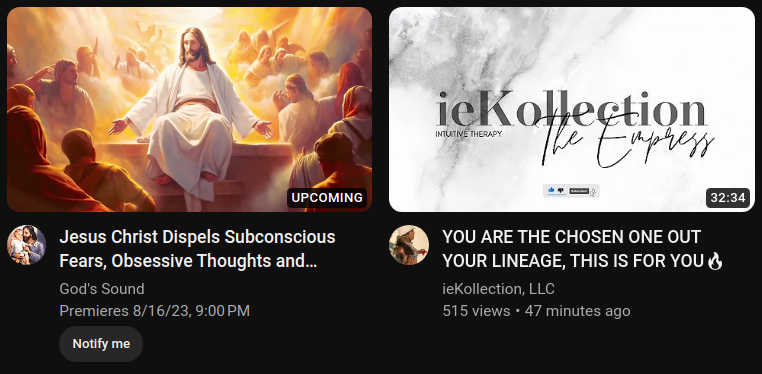 UPCOMING
Jesus Christ Dispels Subconscious
Fears, Obsessive Thoughts and...
God's Sound
Premieres 8/16/23, 9:00 PM
Notify me
ieKollection
INTUITIVE THERAPY
The Empress
32:34
YOU ARE THE CHOSEN ONE OUT
YOUR LINEAGE, THIS IS FOR YOU🔥
ieKollection, LLC
515 views • 47 minutes ago